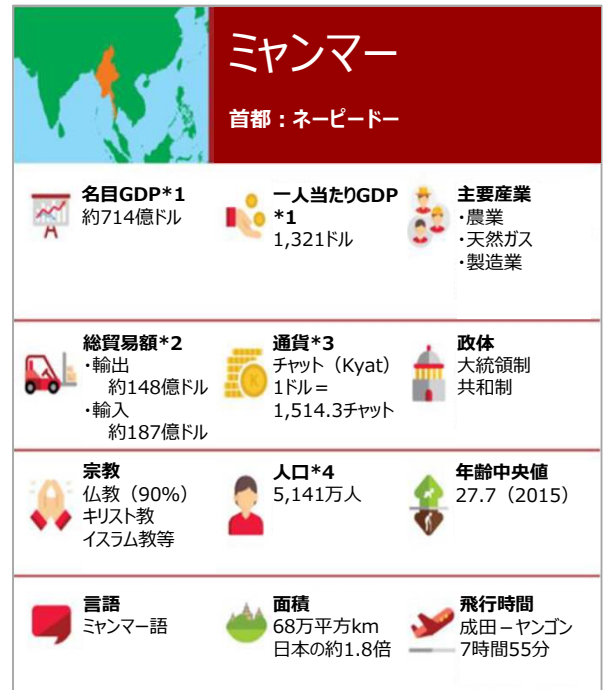 ミャンマー
首都：ネーピードー
名目GDP*1
約714億ドル
一人当たりGDP
*1
1,321ドル
主要産業
・農業
・天然ガス
・製造業
総貿易額*2
・輸出
約148億ドル
・輸入
約187億ドル
通貨*3
チャット（Kyat）
1ドル＝
1,514.3チャット
政体
大統領制
共和制
宗教
仏教（90%）
キリスト教
イスラム教等
人口*4
5,141万人
年齢中央値
27.7（2015）
言語
ミャンマー語
面積
68万平方km
日本の約1.8倍
飛行時間
成田－ヤンゴン
7時間55分
K